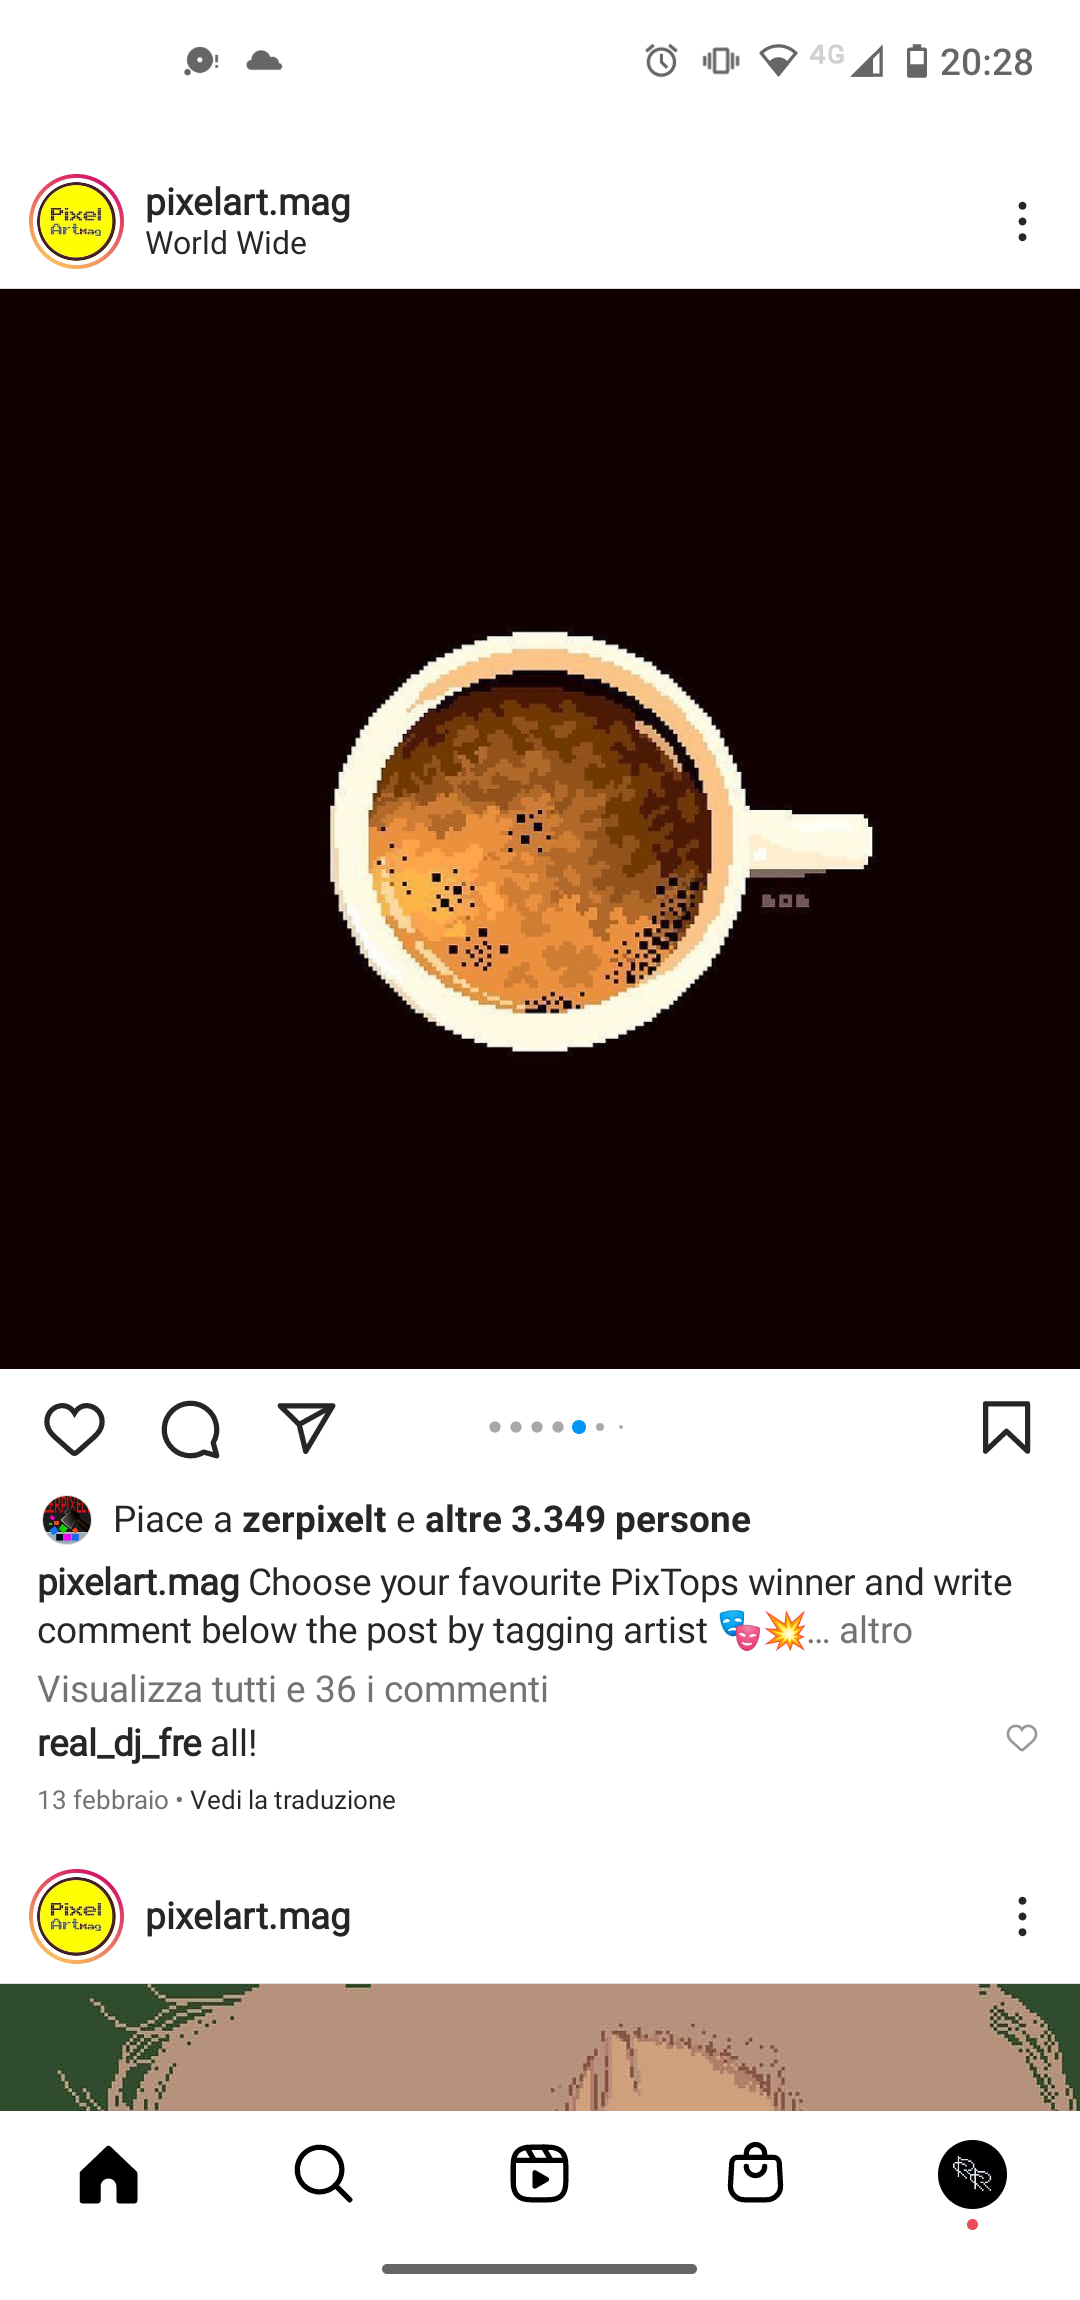 4G 20:28
Pixel
ArtMag
pixelart.mag
World Wide
Piace a zerpixelt e altre 3.349 persone
pixelart.mag Choose your favourite PixTops winner and write
comment below the post by tagging artist 🎭💥... altro
Visualizza tutti e 36 i commenti
real_dj_fre all!
13 febbraio • Vedi la traduzione
Pixel
ArtMag
pixelart.mag